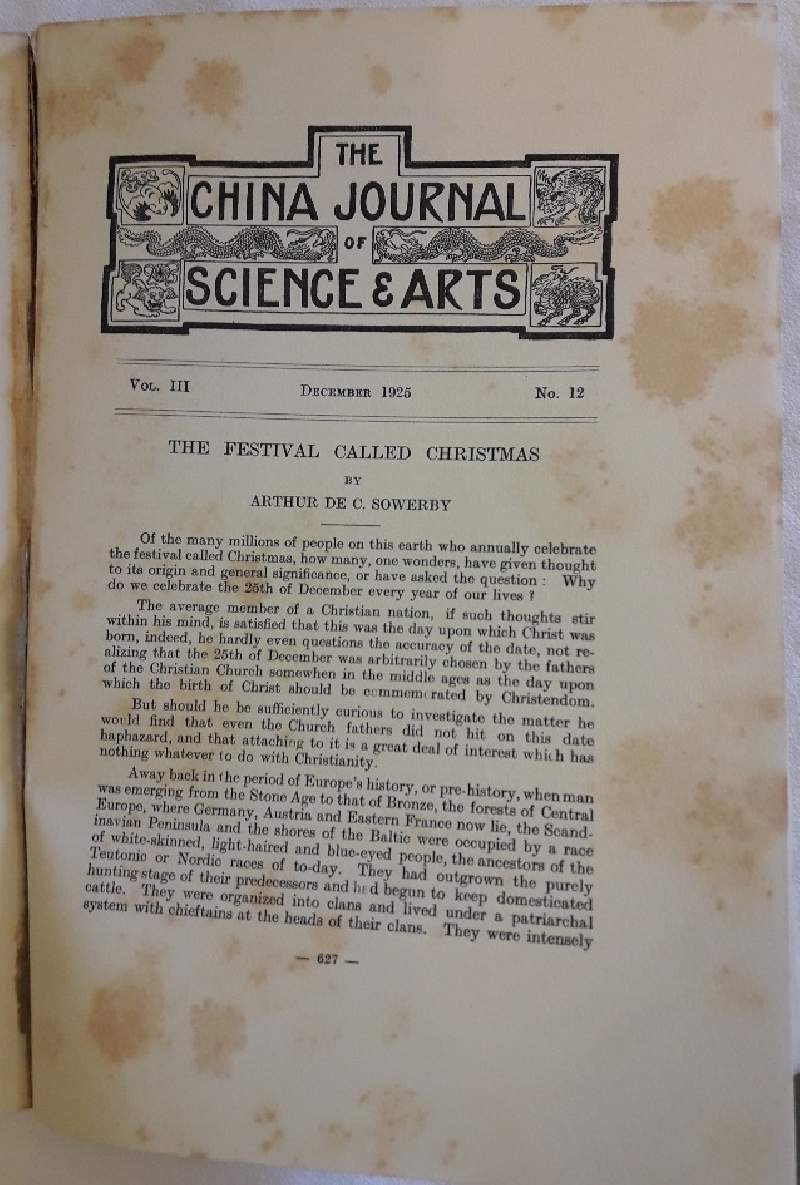 THE
CHINA JOURNAL
OF
SCIENCE & ARTS
VOL. III DECEMBER 1925 No. 12
THE FESTIVAL CALLED CHRISTMAS
BY
ARTHUR DE C. SOWERBY
Of the many millions of people on this earth who annually celebrate
the festival called Christmas, how many, one wonders, have given thought
to its origin and general significance, or have asked the question : Why
do we celebrate the 25th of December every year of our lives ?
The average member of a Christian nation, if such thoughts stir
within his mind, is satisfied that this was the day upon which Christ was
born, indeed, he hardly even questions the accuracy of the date, not re-
alizing that the 25th of December was arbitrarily chosen by the fathers
of the Christian Church somewhen in the middle ages as the day upon
which the birth of Christ should be commemorated by Christendom.
But should he be sufficiently curious to investigate the matter he
would find that even the Church fathers did not hit on this date
haphazard, and that attaching to it is a great deal of interest which has
nothing whatever to do with Christianity.
Away back in the period of Europe's history, or pre-history, when man
was emerging from the Stone Age to that of Bronze, the forests of Central
Europe, where Germany, Austria and Eastern France now lie, the Scand-
inavian Peninsula and the shores of the Baltic were occupied by a race
of white-skinned, light-haired and blue-eyed people, the ancestors of the
Teutonic or Nordic races of to-day. They had outgrown the purely
hunting stage of their predecessors and had begun to keep domesticated
cattle. They were organized into clans and lived under a patriarchal
system with chieftains at the heads of their clans. They were intensely
— 627 —